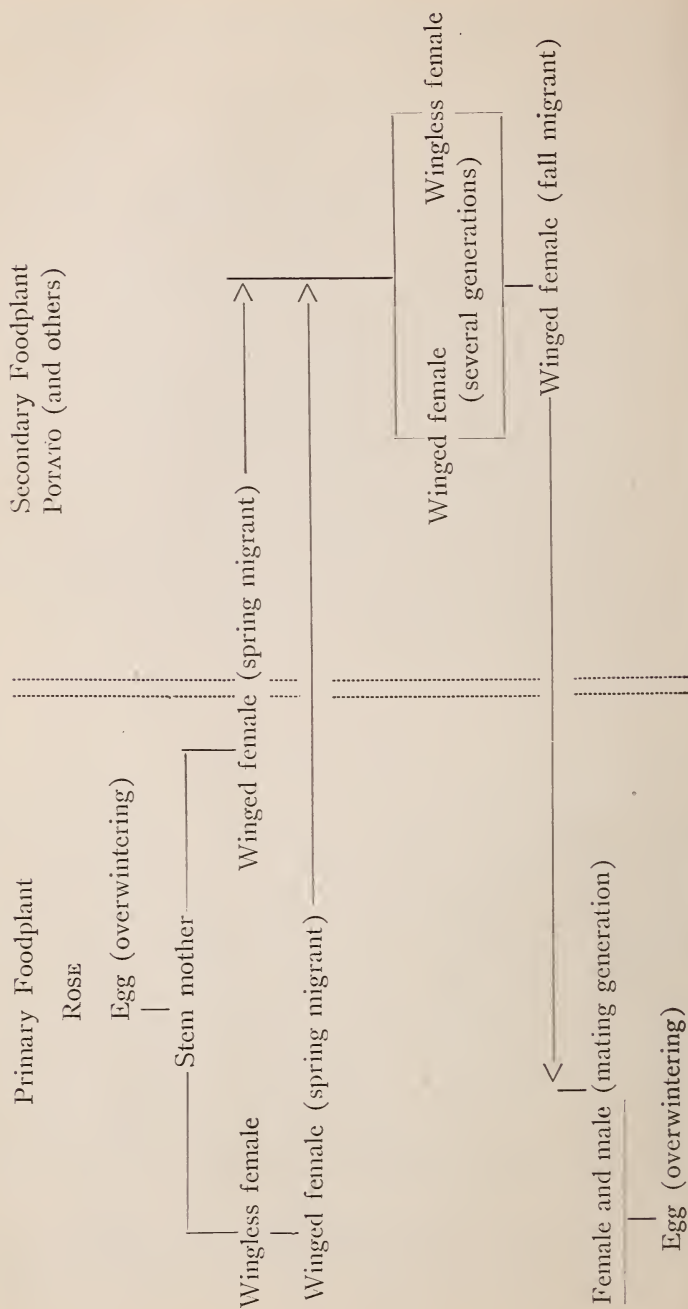 Primary Foodplant
ROSE
Egg (overwintering)
Stem mother
Wingless female
Winged female (spring migrant)
Winged female (spring migrant)
Secondary Foodplant
POTATO (and others)
Winged female
Wingless female
(several generations)
Winged female (fall migrant)
Female and male (mating generation)
Egg (overwintering)